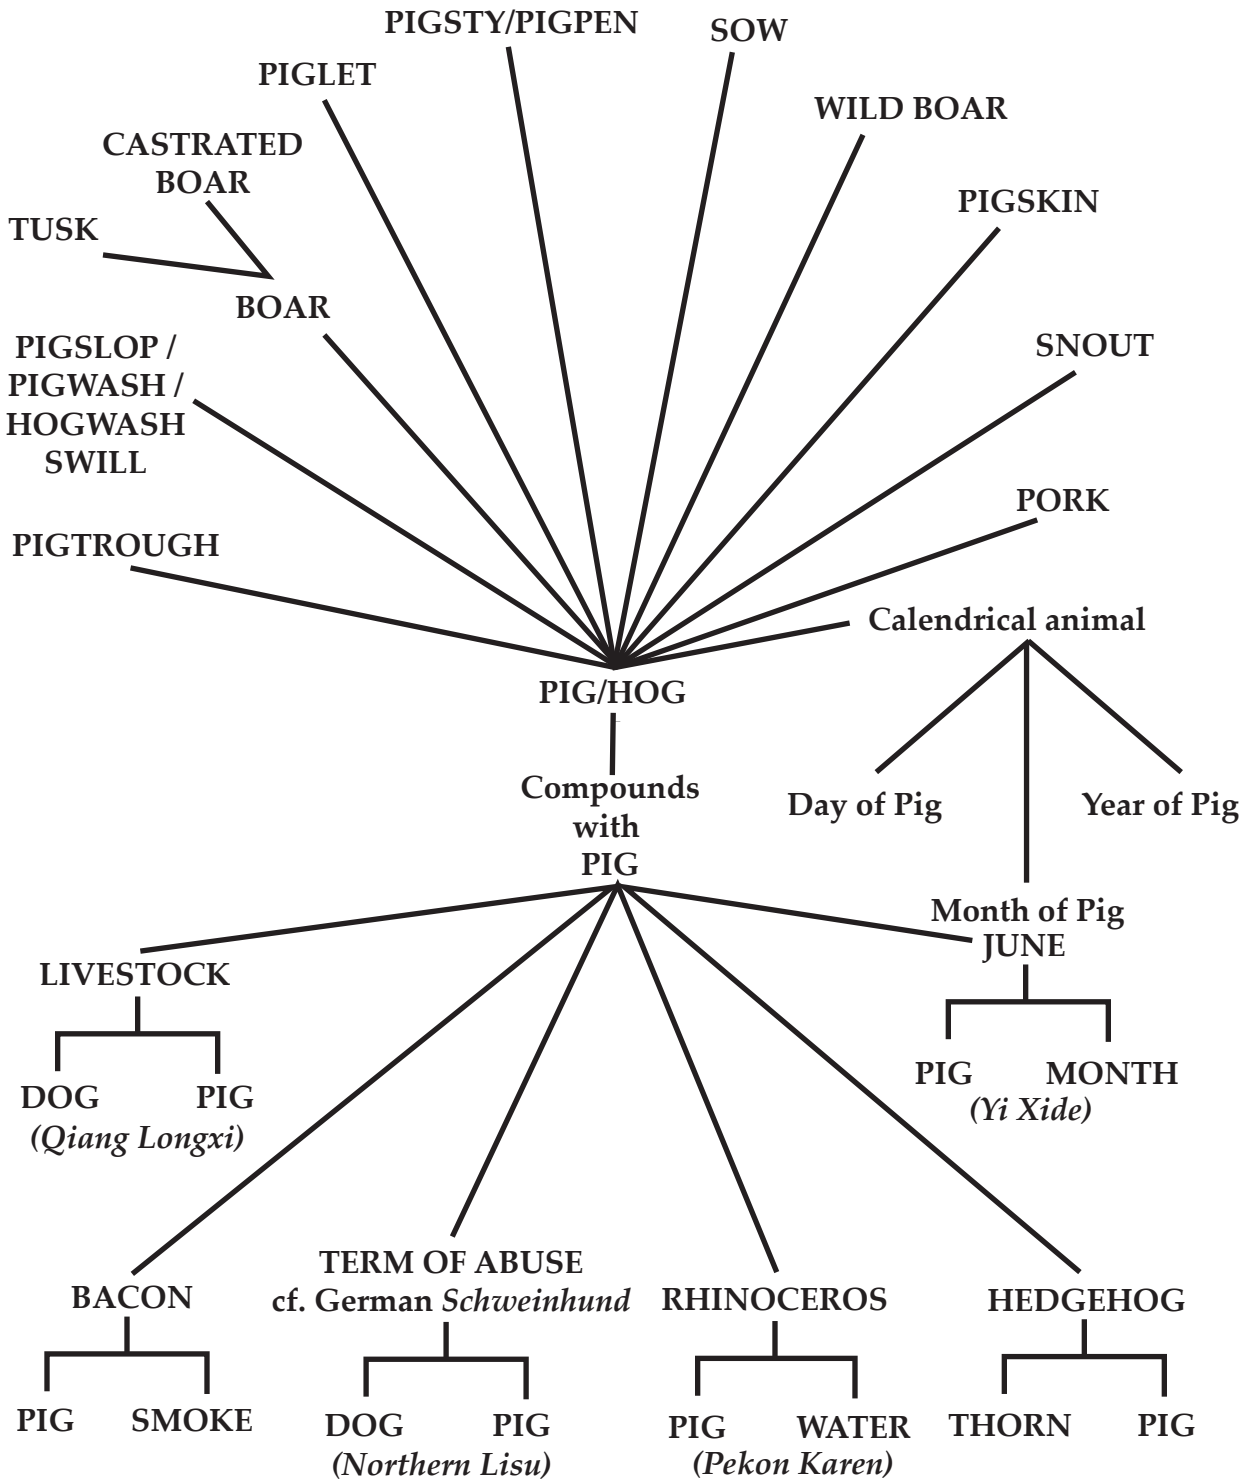 PIGSTY/PIGPEN
SOW
PIGLET
WILD BOAR
CASTRATED
BOAR
PIGSKIN
TUSK
BOAR
PIGSLOP /
PIGWASH /
HOGWASH
SWILL
SNOUT
PORK
PIGTROUGH
Calendrical animal
PIG/HOG
Compounds
with
PIG
Day of Pig
Year of Pig
Month of Pig
JUNE
LIVESTOCK
PIG MONTH
(Yi Xide)
DOG PIG
(Qiang Longxi)
BACON
PIG SMOKE
TERM OF ABUSE
cf. German Schweinhund
DOG PIG
(Northern Lisu)
RHINOCEROS
PIG WATER
(Pekon Karen)
HEDGEHOG
THORN PIG